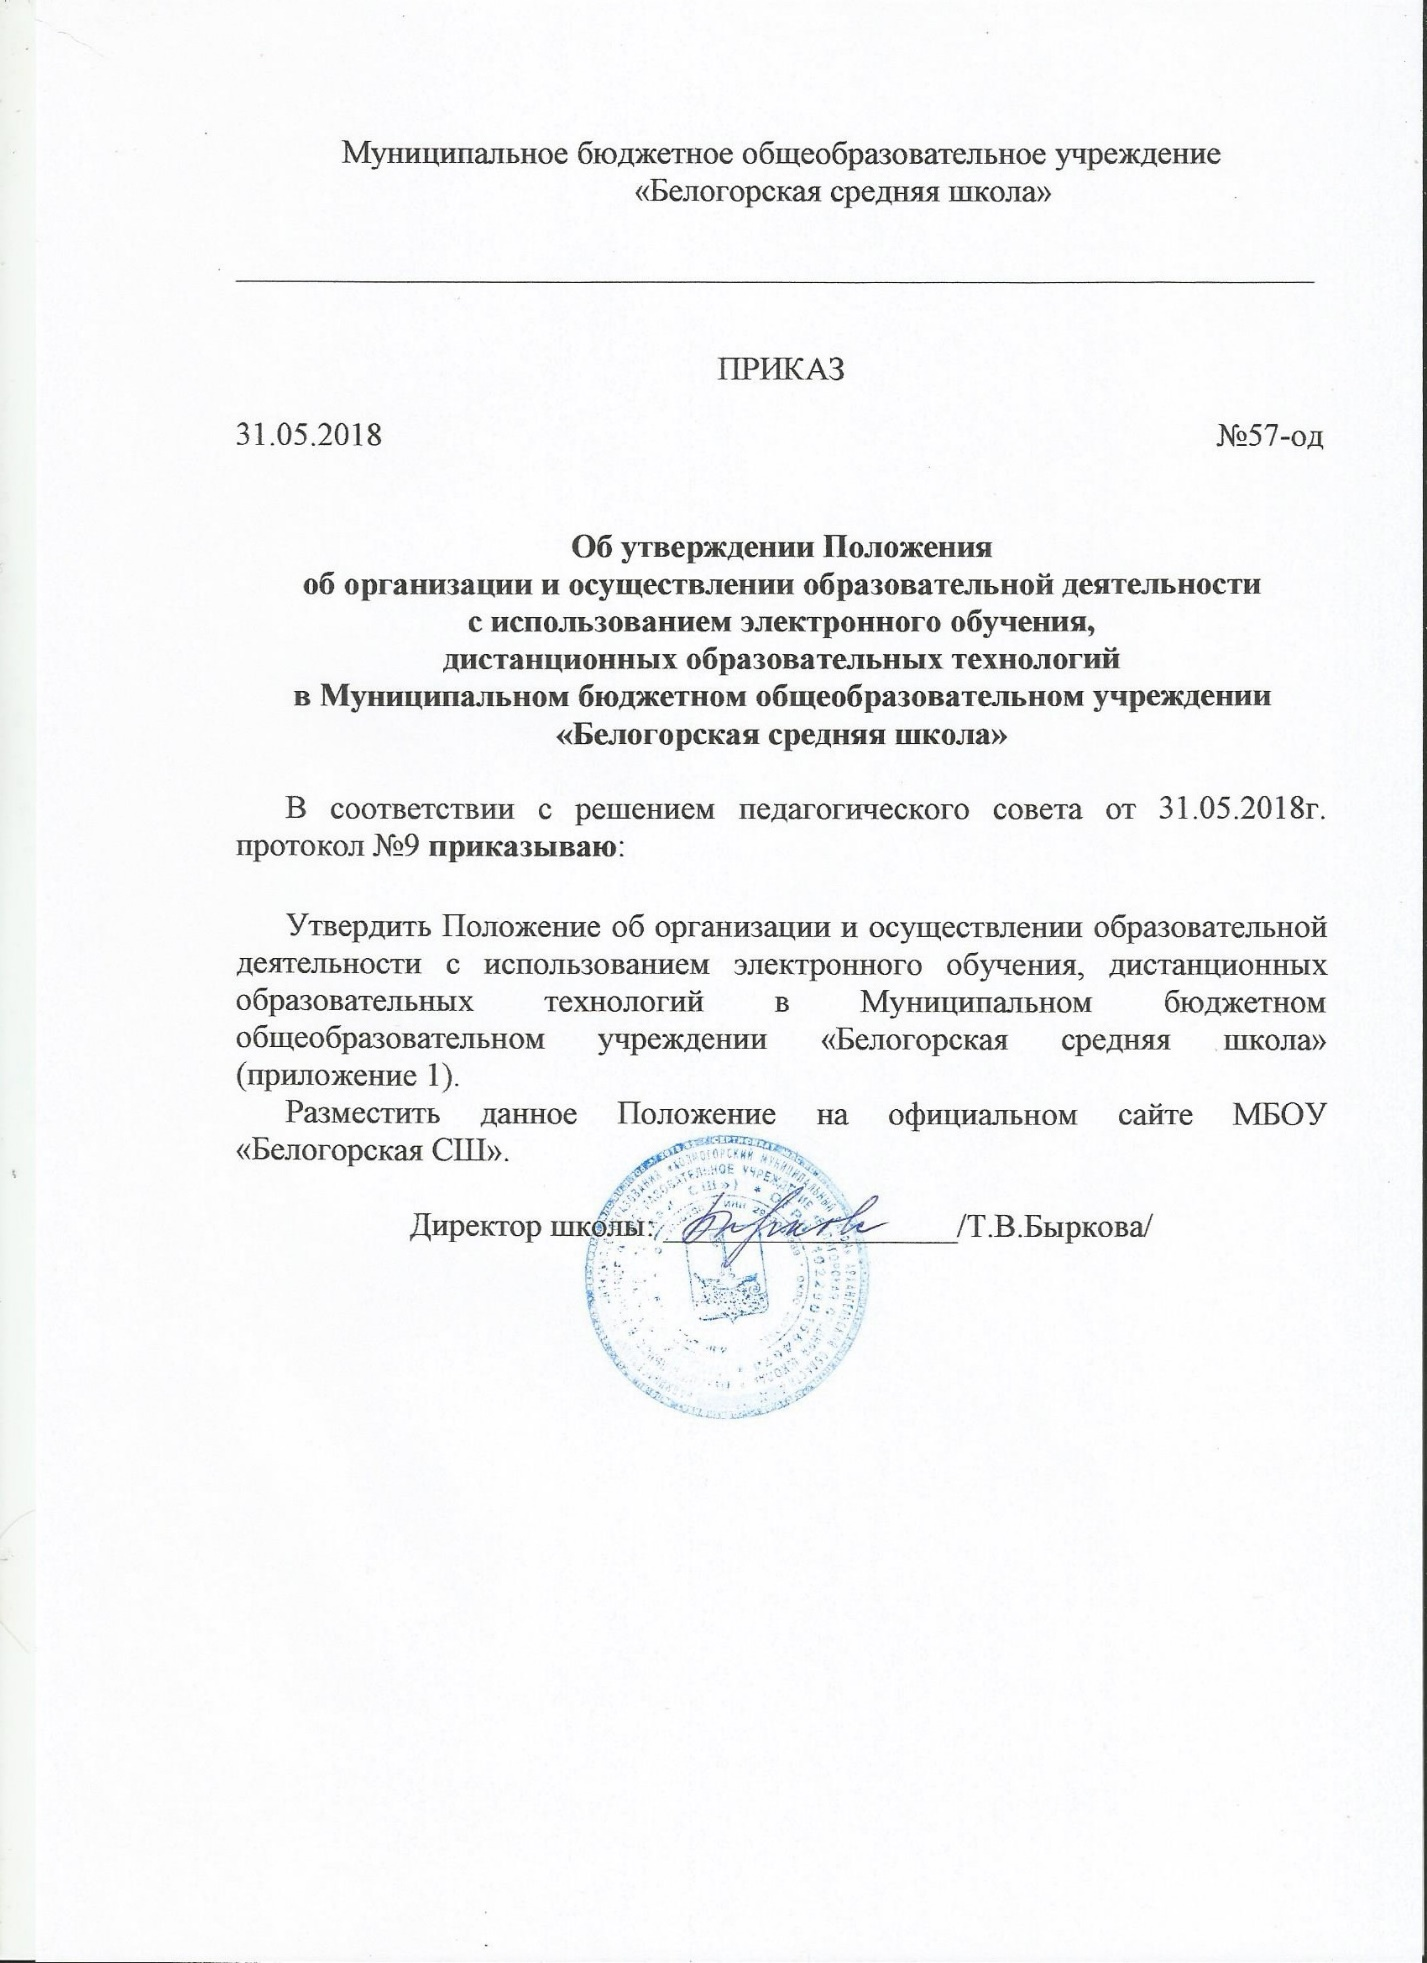 Муниципальное бюджетное общеобразовательное учреждение
«Белогорская средняя школа»
ПРИКАЗ
31.05.2018 №57-од
Об утверждении Положения
об организации и осуществлении образовательной деятельности
с использованием электронного обучения,
дистанционных образовательных технологий
в Муниципальном бюджетном общеобразовательном учреждении
«Белогорская средняя школа»
В соответствии с решением педагогического совета от 31.05.2018г.
протокол №9 приказываю:
Утвердить Положение об организации и осуществлении образовательной
деятельности с использованием электронного обучения, дистанционных
образовательных технологий в Муниципальном бюджетном
общеобразовательном учреждении «Белогорская средняя школа»
(приложение 1).
Разместить данное Положение на официальном сайте МБОУ
«Белогорская СШ».
Директор школы: /Т.В.Быркова/